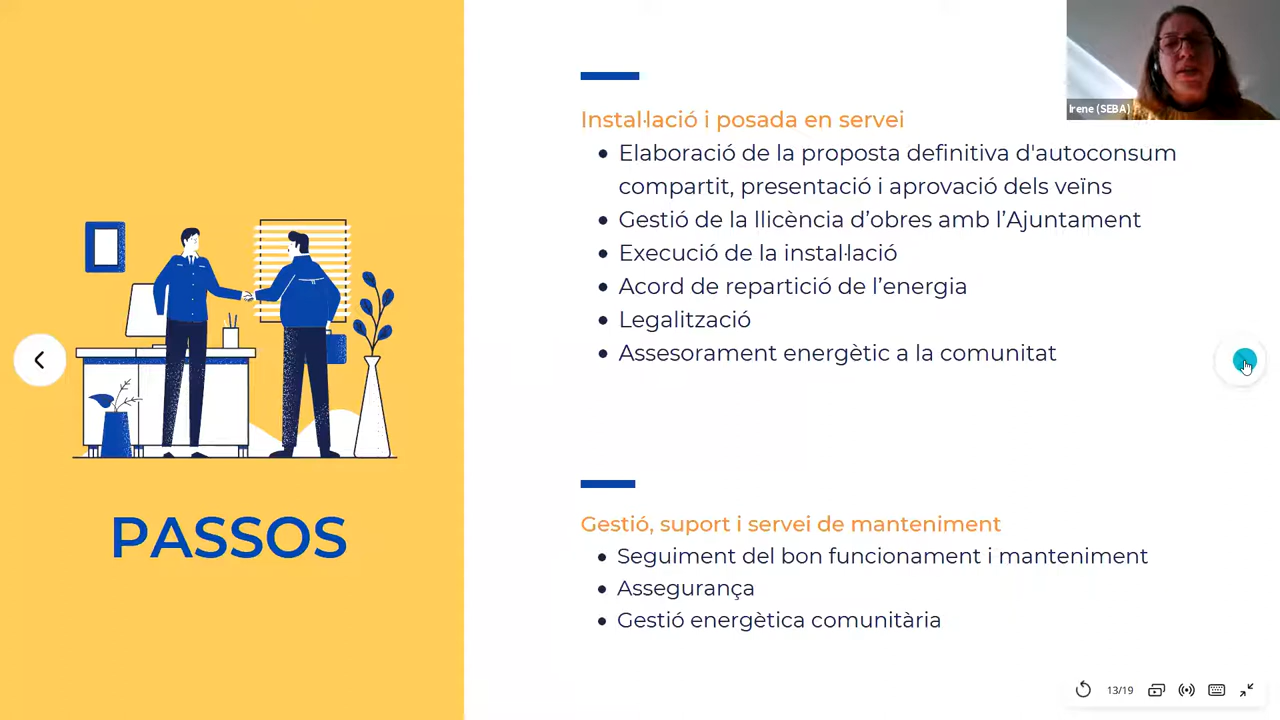 Irene (SEBA)
Instal·lació i posada en servei
Elaboració de la proposta definitiva d'autoconsum
compartit, presentació i aprovació dels veïns
Gestió de la llicència d’obres amb l’Ajuntament
Execució de la instal·lació
Acord de repartició de l’energia
Legalització
Assesorament energètic a la comunitat
PASSOS
Gestió, suport i servei de manteniment
Seguiment del bon funcionament i manteniment
Assegurança
Gestió energètica comunitària
13/19